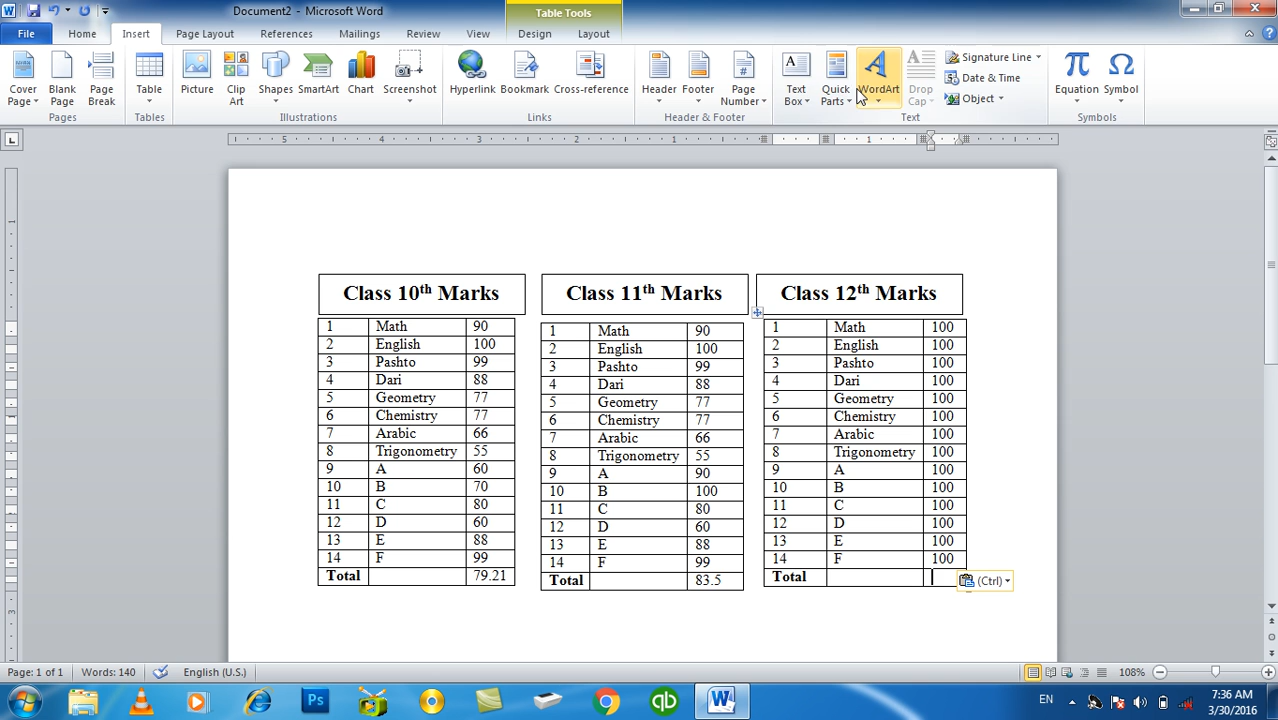 Document2 - Microsoft Word
Table Tools
File Home Insert Page Layout References Mailings Review View Design Layout
Cover Page
Blank Page
Page Break
Pages
Table
Tables
Picture
Clip Art
Shapes
SmartArt
Chart
Screenshot
Illustrations
Hyperlink
Bookmark
Cross-reference
Links
Header
Footer
Page Number
Header & Footer
Text Box
Quick Parts
WordArt
Drop Cap
Signature Line
Date & Time
Object
Text
Equation
Symbol
Symbols
5 4 3 2 1 1
Class 10th Marks
1 Math 90
2 English 100
3 Pashto 99
4 Dari 88
5 Geometry 77
6 Chemistry 77
7 Arabic 66
8 Trigonometry 55
9 A 60
10 B 70
11 C 80
12 D 60
13 E 88
14 F 99
Total 79.21
Class 11th Marks
1 Math 90
2 English 100
3 Pashto 99
4 Dari 88
5 Geometry 77
6 Chemistry 77
7 Arabic 66
8 Trigonometry 55
9 A 90
10 B 100
11 C 80
12 D 60
13 E 88
14 F 99
Total 83.5
Class 12th Marks
1 Math 100
2 English 100
3 Pashto 100
4 Dari 100
5 Geometry 100
6 Chemistry 100
7 Arabic 100
8 Trigonometry 100
9 A 100
10 B 100
11 C 100
12 D 100
13 E 100
14 F 100
Total
(Ctrl)
Page: 1 of 1 Words: 140 English (U.S.) 108%
Ps
qb
W
EN
7:36 AM
3/30/2016